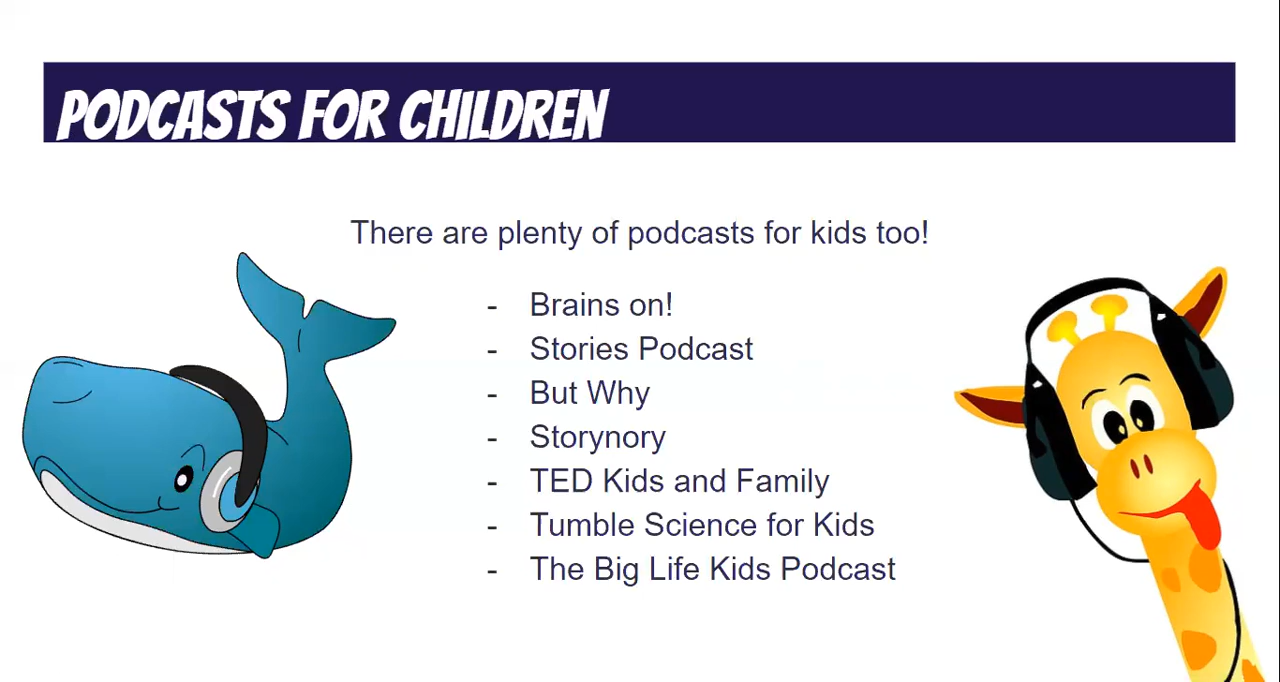 PODCASTS FOR CHILDREN
There are plenty of podcasts for kids too!
- Brains on!
- Stories Podcast
- But Why
- Storynory
- TED Kids and Family
- Tumble Science for Kids
- The Big Life Kids Podcast